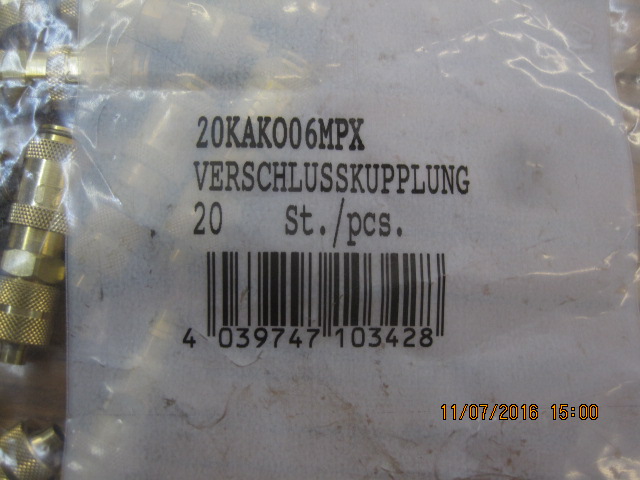 20KAKO06MPX
VERSCHLUSSKUPPLUNG
20 St./pcs.
4 039747 103428
11/07/2016 15:00